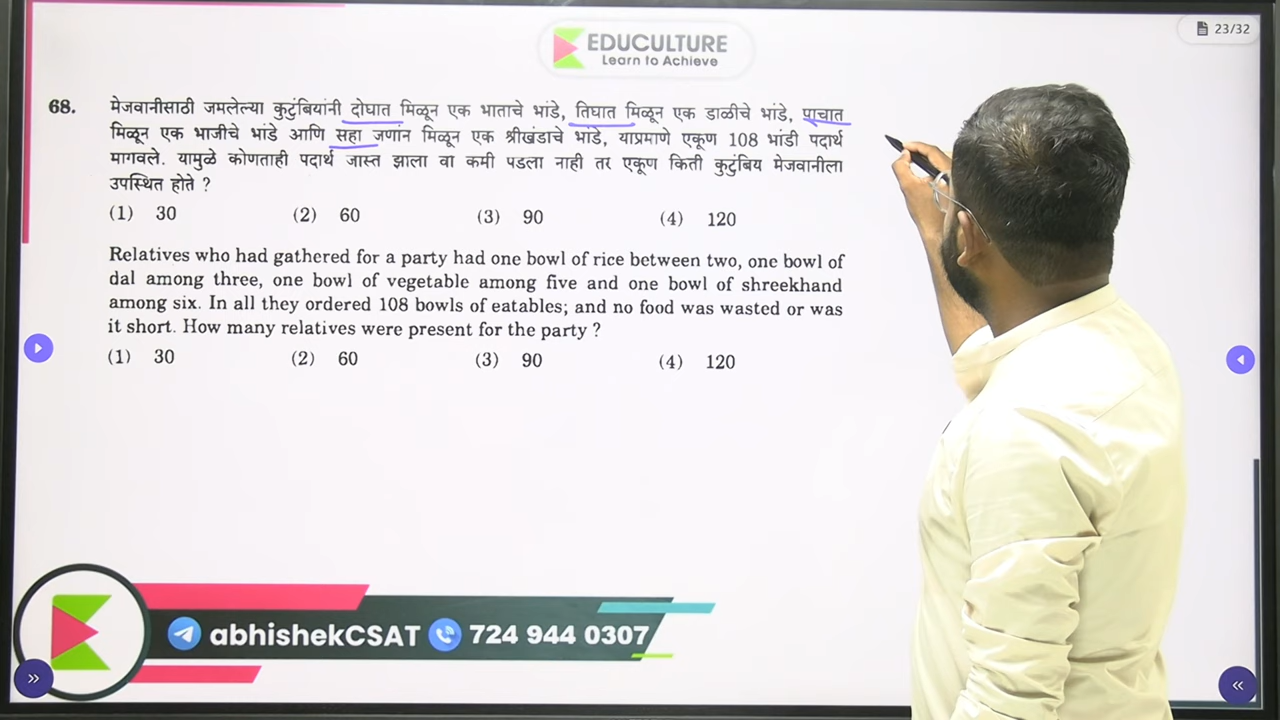 EDUCULTURE
Learn to Achieve
23/32
68. मेजवानीसाठी जमलेल्या कुटुंबियांनी दोघात मिळून एक भाताचे भांडे, तिघात मिळून एक डाळीचे भांडे, पाचात
मिळून एक भाजीचे भांडे आणि सहा जणांन मिळून एक श्रीखंडाचे भांडे, याप्रमाणे एकूण 108 भांडी पदार्थ
मागवले. यामुळे कोणताही पदार्थ जास्त झाला वा कमी पडला नाही तर एकूण किती कुटुंबिय मेजवानीला
उपस्थित होते ?
(1) 30 (2) 60 (3) 90 (4) 120
Relatives who had gathered for a party had one bowl of rice between two, one bowl of
dal among three, one bowl of vegetable among five and one bowl of shreekhand
among six. In all they ordered 108 bowls of eatables; and no food was wasted or was
it short. How many relatives were present for the party ?
(1) 30 (2) 60 (3) 90 (4) 120
abhishekCSAT 724 944 0307